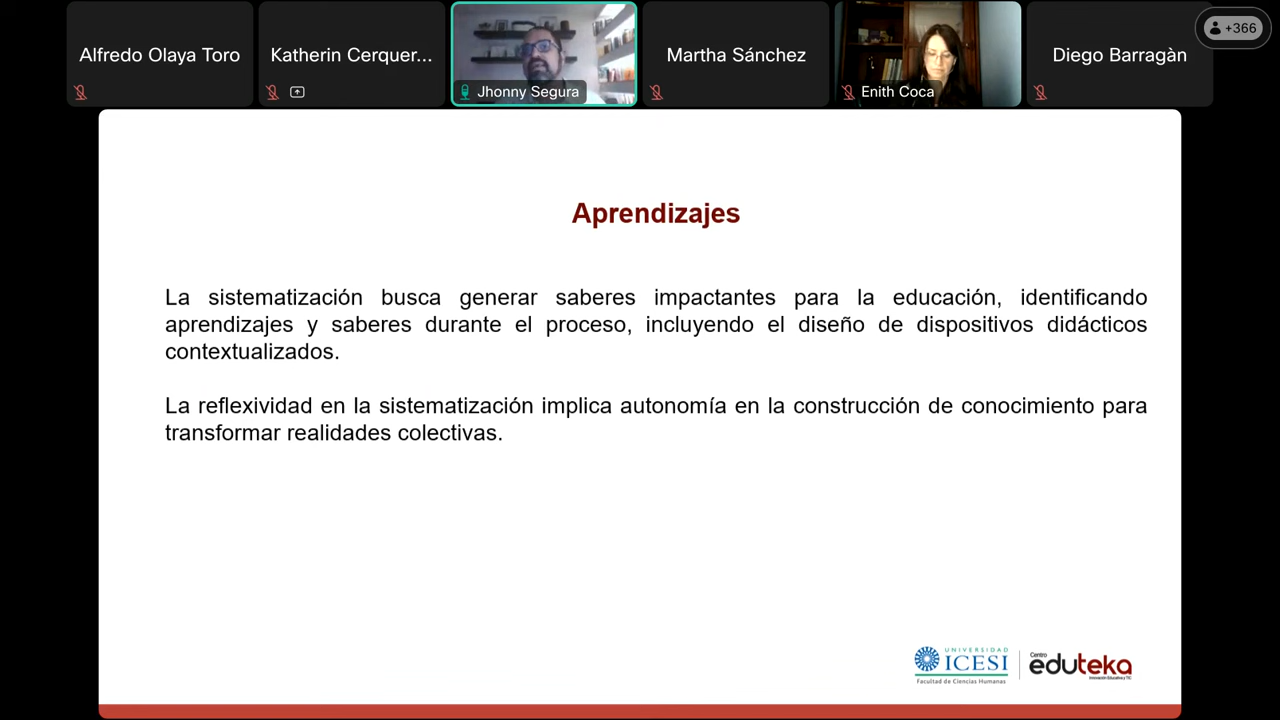 Alfredo Olaya Toro
Katherin Cerquer...
Jhonny Segura
Martha Sánchez
Enith Coca
Diego Barragàn
+366
Aprendizajes
La sistematización busca generar saberes impactantes para la educación, identificando
aprendizajes y saberes durante el proceso, incluyendo el diseño de dispositivos didácticos
contextualizados.
La reflexividad en la sistematización implica autonomía en la construcción de conocimiento para
transformar realidades colectivas.
UNIVERSIDAD
ICESI
Facultad de Ciencias Humanas
Centro
eduteka
Innovación Educativa y TIC